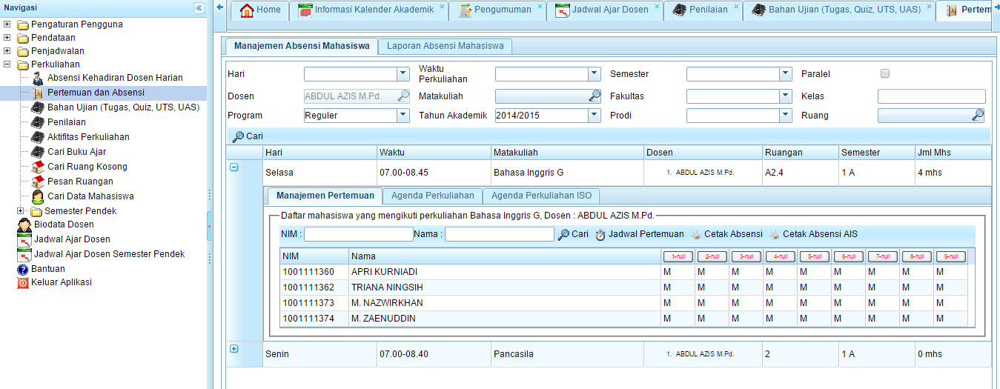 Navigasi
Pengaturan Pengguna
Pendataan
Penjadwalan
Perkuliahan
Absensi Kehadiran Dosen Harian
Pertemuan dan Absensi
Bahan Ujian (Tugas, Quiz, UTS, UAS)
Penilaian
Aktifitas Perkuliahan
Cari Buku Ajar
Cari Ruang Kosong
Pesan Ruangan
Cari Data Mahasiswa
Semester Pendek
Biodata Dosen
Jadwal Ajar Dosen
Jadwal Ajar Dosen Semester Pendek
Bantuan
Keluar Aplikasi
Home Informasi Kalender Akademik Pengumuman Jadwal Ajar Dosen Penilaian Bahan Ujian (Tugas, Quiz, UTS, UAS) Pertem
Manajemen Absensi Mahasiswa Laporan Absensi Mahasiswa
Hari Waktu Perkuliahan Semester Paralel
Dosen ABDUL AZIS M.Pd. Matakuliah Fakultas Kelas
Program Reguler Tahun Akademik 2014/2015 Prodi Ruang
Cari
Hari Waktu Matakuliah Dosen Ruangan Semester Jml Mhs
Selasa 07.00-08.45 Bahasa Inggris G 1. ABDUL AZIS M.Pd. A2.4 1 A 4 mhs
Manajemen Pertemuan Agenda Perkuliahan Agenda Perkuliahan ISO
Daftar mahasiswa yang mengikuti perkuliahan Bahasa Inggris G, Dosen : ABDUL AZIS M.Pd.
NIM : Nama : Cari Jadwal Pertemuan Cetak Absensi Cetak Absensi AIS
NIM Nama 1-null 2-null 3-null 4-null 5-null 6-null 7-null 8-null 9-null
1001111360 APRI KURNIADI M M M M M M M M M
1001111362 TRIANA NINGSIH M M M M M M M M M
1001111373 M. NAZWIRKHAN M M M M M M M M M
1001111374 M. ZAENUDDIN M M M M M M M M M
Senin 07.00-08.40 Pancasila 1. ABDUL AZIS M.Pd. 2 1 A 0 mhs